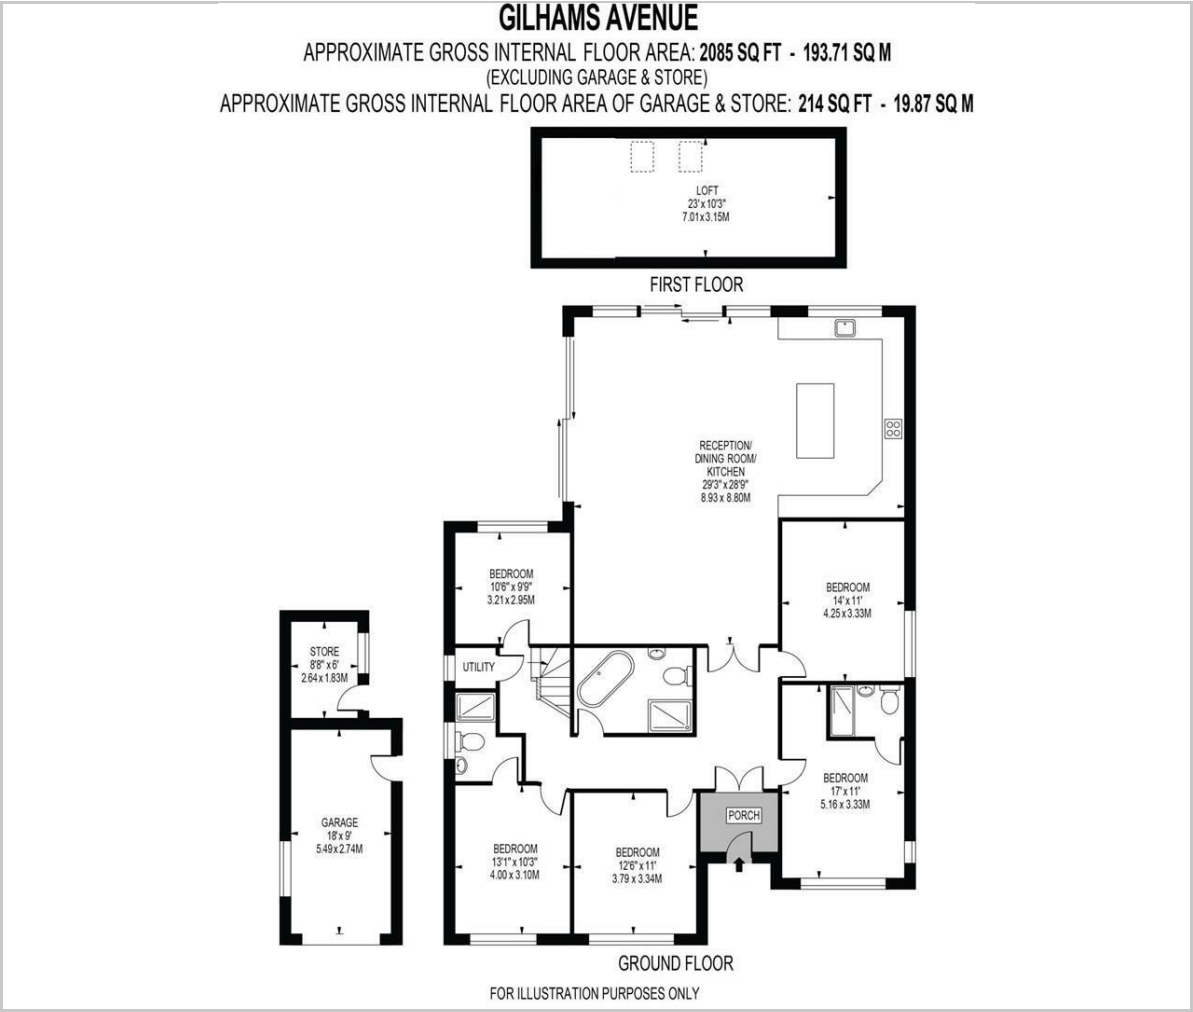 GILHAMS AVENUE
APPROXIMATE GROSS INTERNAL FLOOR AREA: 2085 SQ FT - 193.71 SQ M
(EXCLUDING GARAGE & STORE)
APPROXIMATE GROSS INTERNAL FLOOR AREA OF GARAGE & STORE: 214 SQ FT - 19.87 SQ M
LOFT
23' x 10'3"
7.01 x 3.15M
FIRST FLOOR
RECEPTION/
DINING ROOM/
KITCHEN
29'3" x 28'9"
8.93 x 8.80M
BEDROOM
10'6" x 9'9"
3.21 x 2.95M
BEDROOM
14' x 11'
4.25 x 3.33M
STORE
8'8" x 6'
2.64 x 1.83M
UTILITY
BEDROOM
17' x 11'
5.16 x 3.33M
PORCH
GARAGE
18' x 9'
5.49 x 2.74M
BEDROOM
13'1" x 10'3"
4.00 x 3.10M
BEDROOM
12'6" x 11'
3.79 x 3.34M
GROUND FLOOR
FOR ILLUSTRATION PURPOSES ONLY